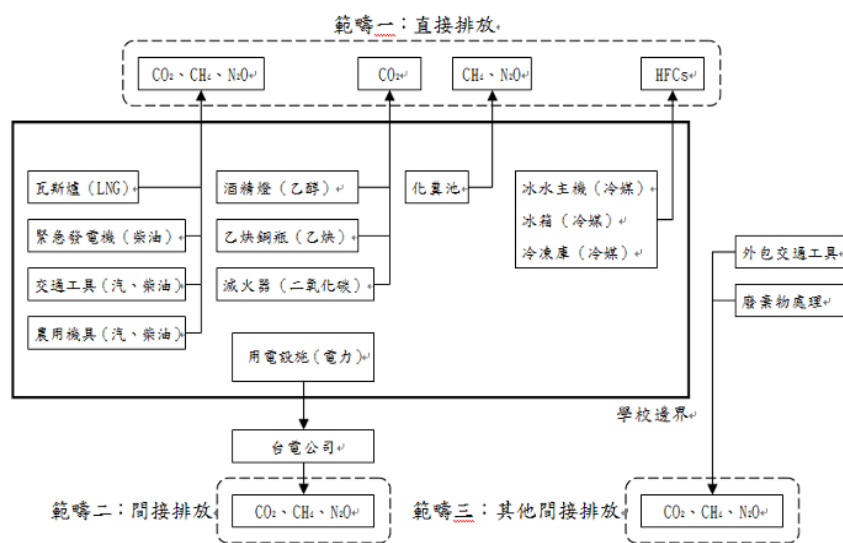 範疇一：直接排放
CO₂、CH₄、N₂O
CO₂
CH₄、N₂O
HFCs
瓦斯爐(LNG)
酒精燈(乙醇)
化糞池
冰水主機(冷媒)
冰箱(冷媒)
冷凍庫(冷媒)
緊急發電機(柴油)
乙炔鋼瓶(乙炔)
外包交通工具
交通工具(汽、柴油)
滅火器(二氧化碳)
廢棄物處理
農用機具(汽、柴油)
用電設施(電力)
學校邊界
台電公司
範疇二：間接排放
CO₂、CH₄、N₂O
範疇三：其他間接排放
CO₂、CH₄、N₂O